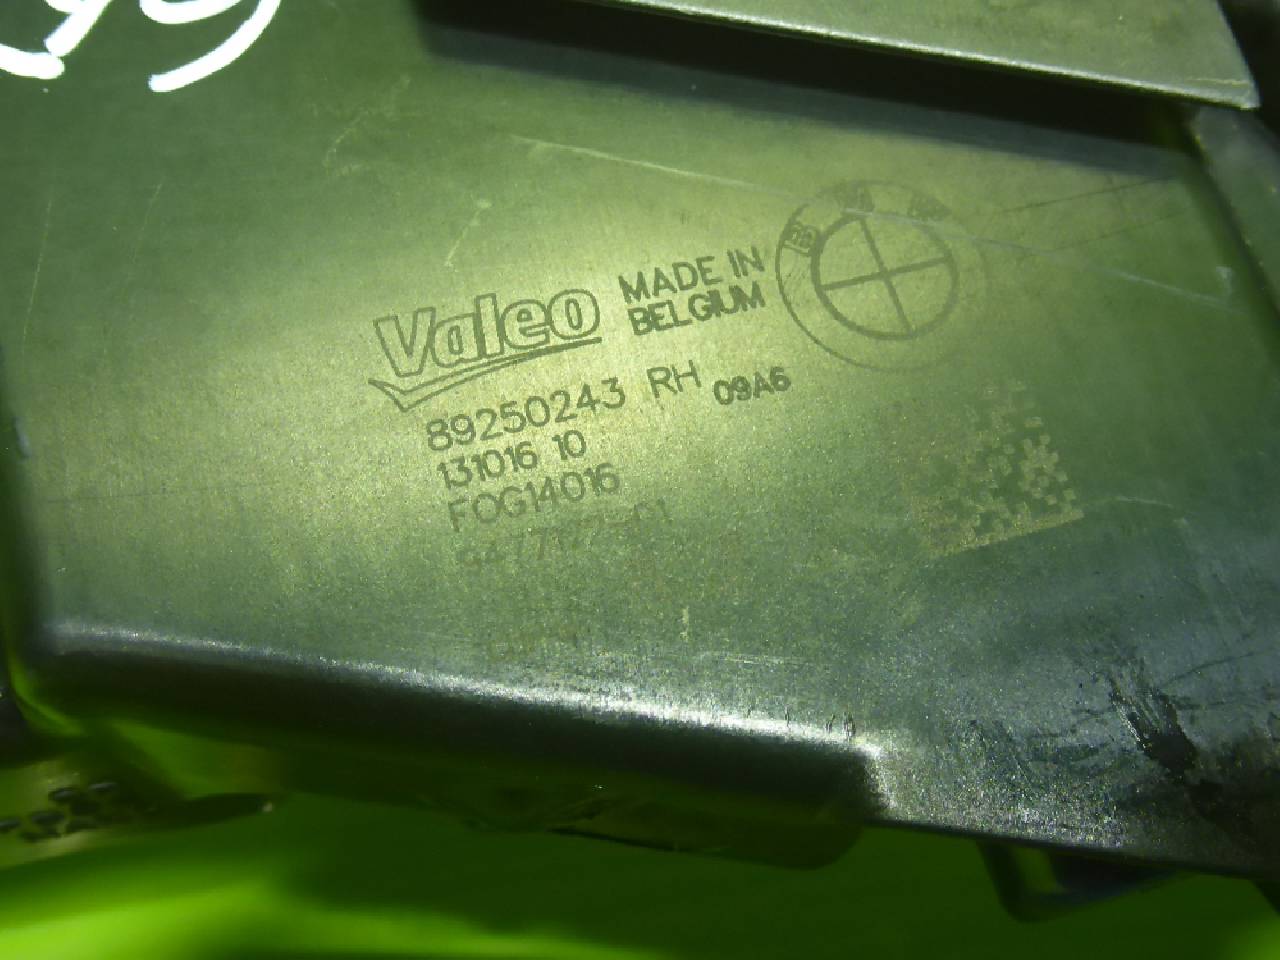 Valeo
MADE IN
BELGIUM
89250243 RH 09A6
131016 10
FOG14016